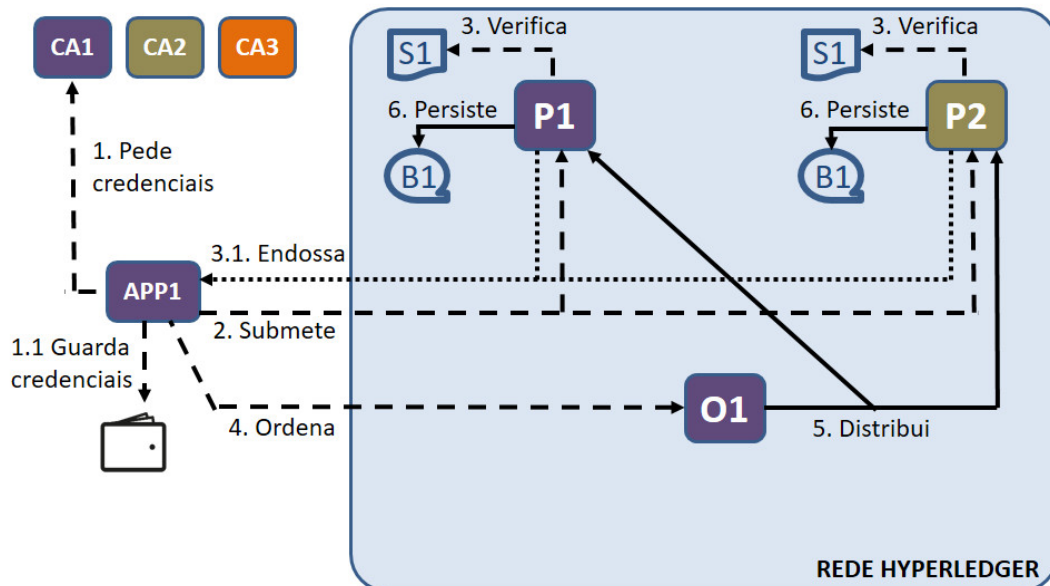 CA1
CA2
CA3
3. Verifica
S1
P1
6. Persiste
B1
3. Verifica
S1
P2
6. Persiste
B1
1. Pede
credenciais
3.1. Endossa
APP1
2. Submete
1.1 Guarda
credenciais
4. Ordena
O1
5. Distribui
REDE HYPERLEDGER